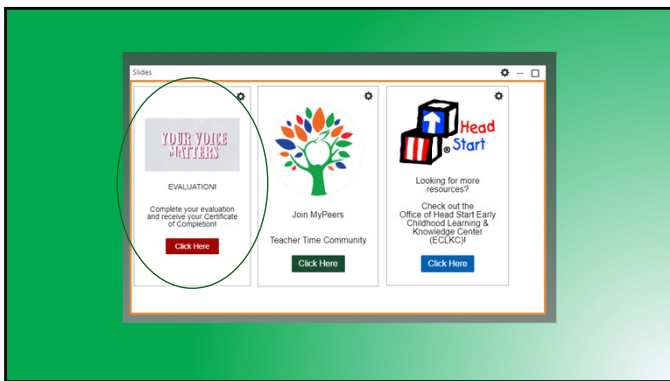 Slides
YOUR VOICE
MATTERS
EVALUATION!
Complete your evaluation
and receive your Certificate
of Completion!
Click Here
Join MyPeers
Teacher Time Community
Click Here
Head
Start
®
Looking for more
resources?
Check out the
Office of Head Start Early
Childhood Learning &
Knowledge Center
(ECLKC)!
Click Here